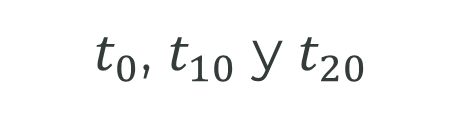 t₀, t₁₀ y t₂₀